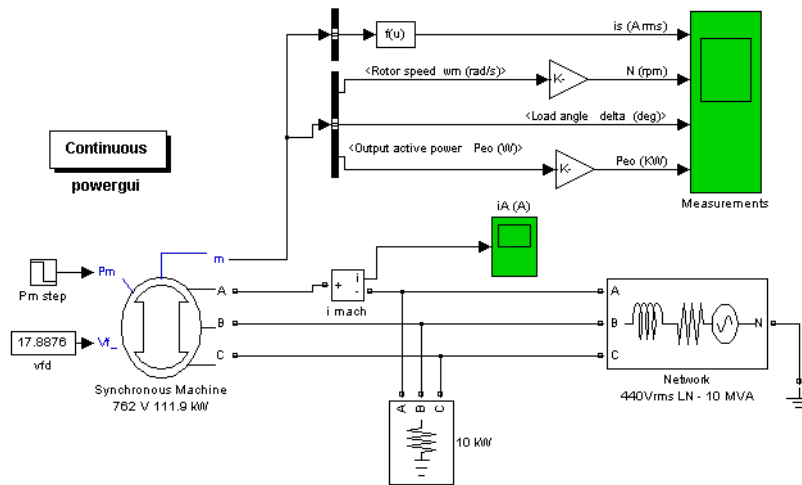 f(u)
is (Arms)
<Rotor speed wm (rad/s)>
K-
N (rpm)
<Load angle delta (deg)>
<Output active power Peo (W)>
K-
Peo (KW)
Measurements
Continuous
powergui
iA (A)
m
Pm
Pm step
A
+
i
-
i mach
A
B
B
N
17.8876
Vf_
vfd
C
C
Synchronous Machine
762 V 111.9 kW
Network
440Vrms LN - 10 MVA
A B C
10 kW